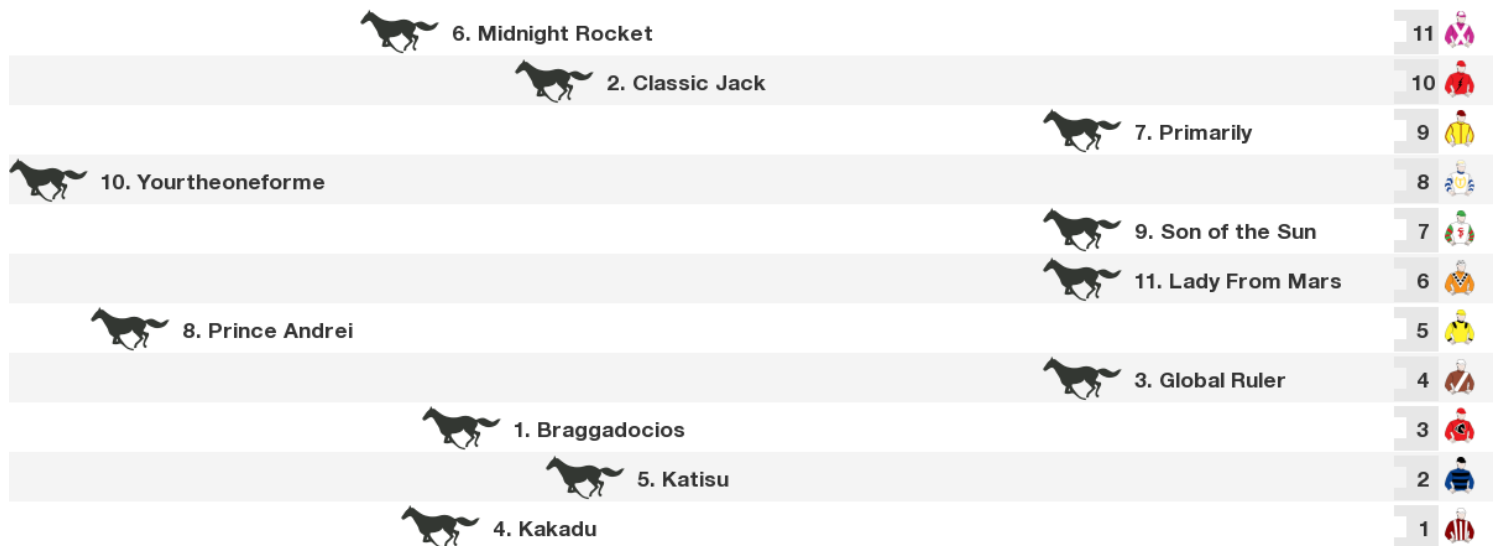 6. Midnight Rocket 11
2. Classic Jack 10
7. Primarily 9
10. Yourtheoneforme 8
9. Son of the Sun 7
11. Lady From Mars 6
8. Prince Andrei 5
3. Global Ruler 4
1. Braggadocios 3
5. Katisu 2
4. Kakadu 1